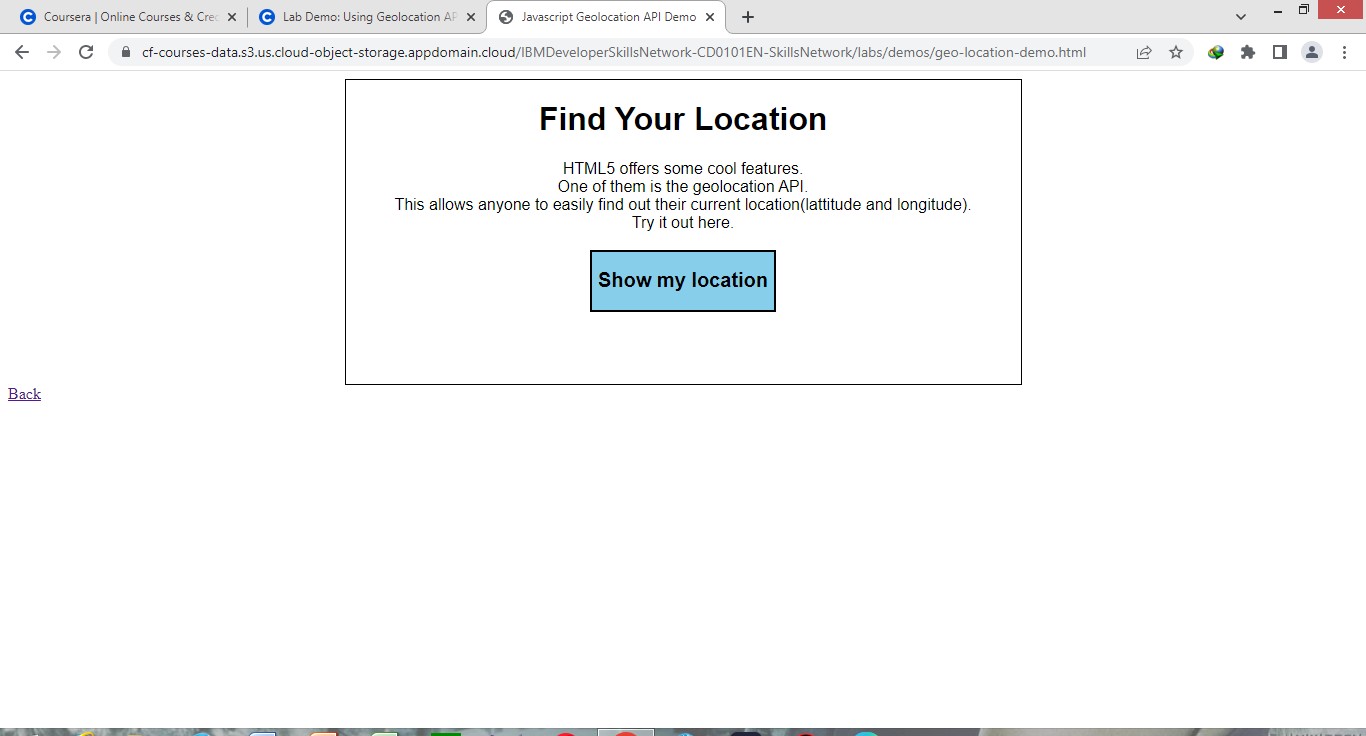 Coursera | Online Courses & Cre
Lab Demo: Using Geolocation AP
Javascript Geolocation API Demo
cf-courses-data.s3.us.cloud-object-storage.appdomain.cloud/IBMDeveloperSkillsNetwork-CD0101EN-SkillsNetwork/labs/demos/geo-location-demo.html
Find Your Location
HTML5 offers some cool features.
One of them is the geolocation API.
This allows anyone to easily find out their current location(lattitude and longitude).
Try it out here.
Show my location
Back